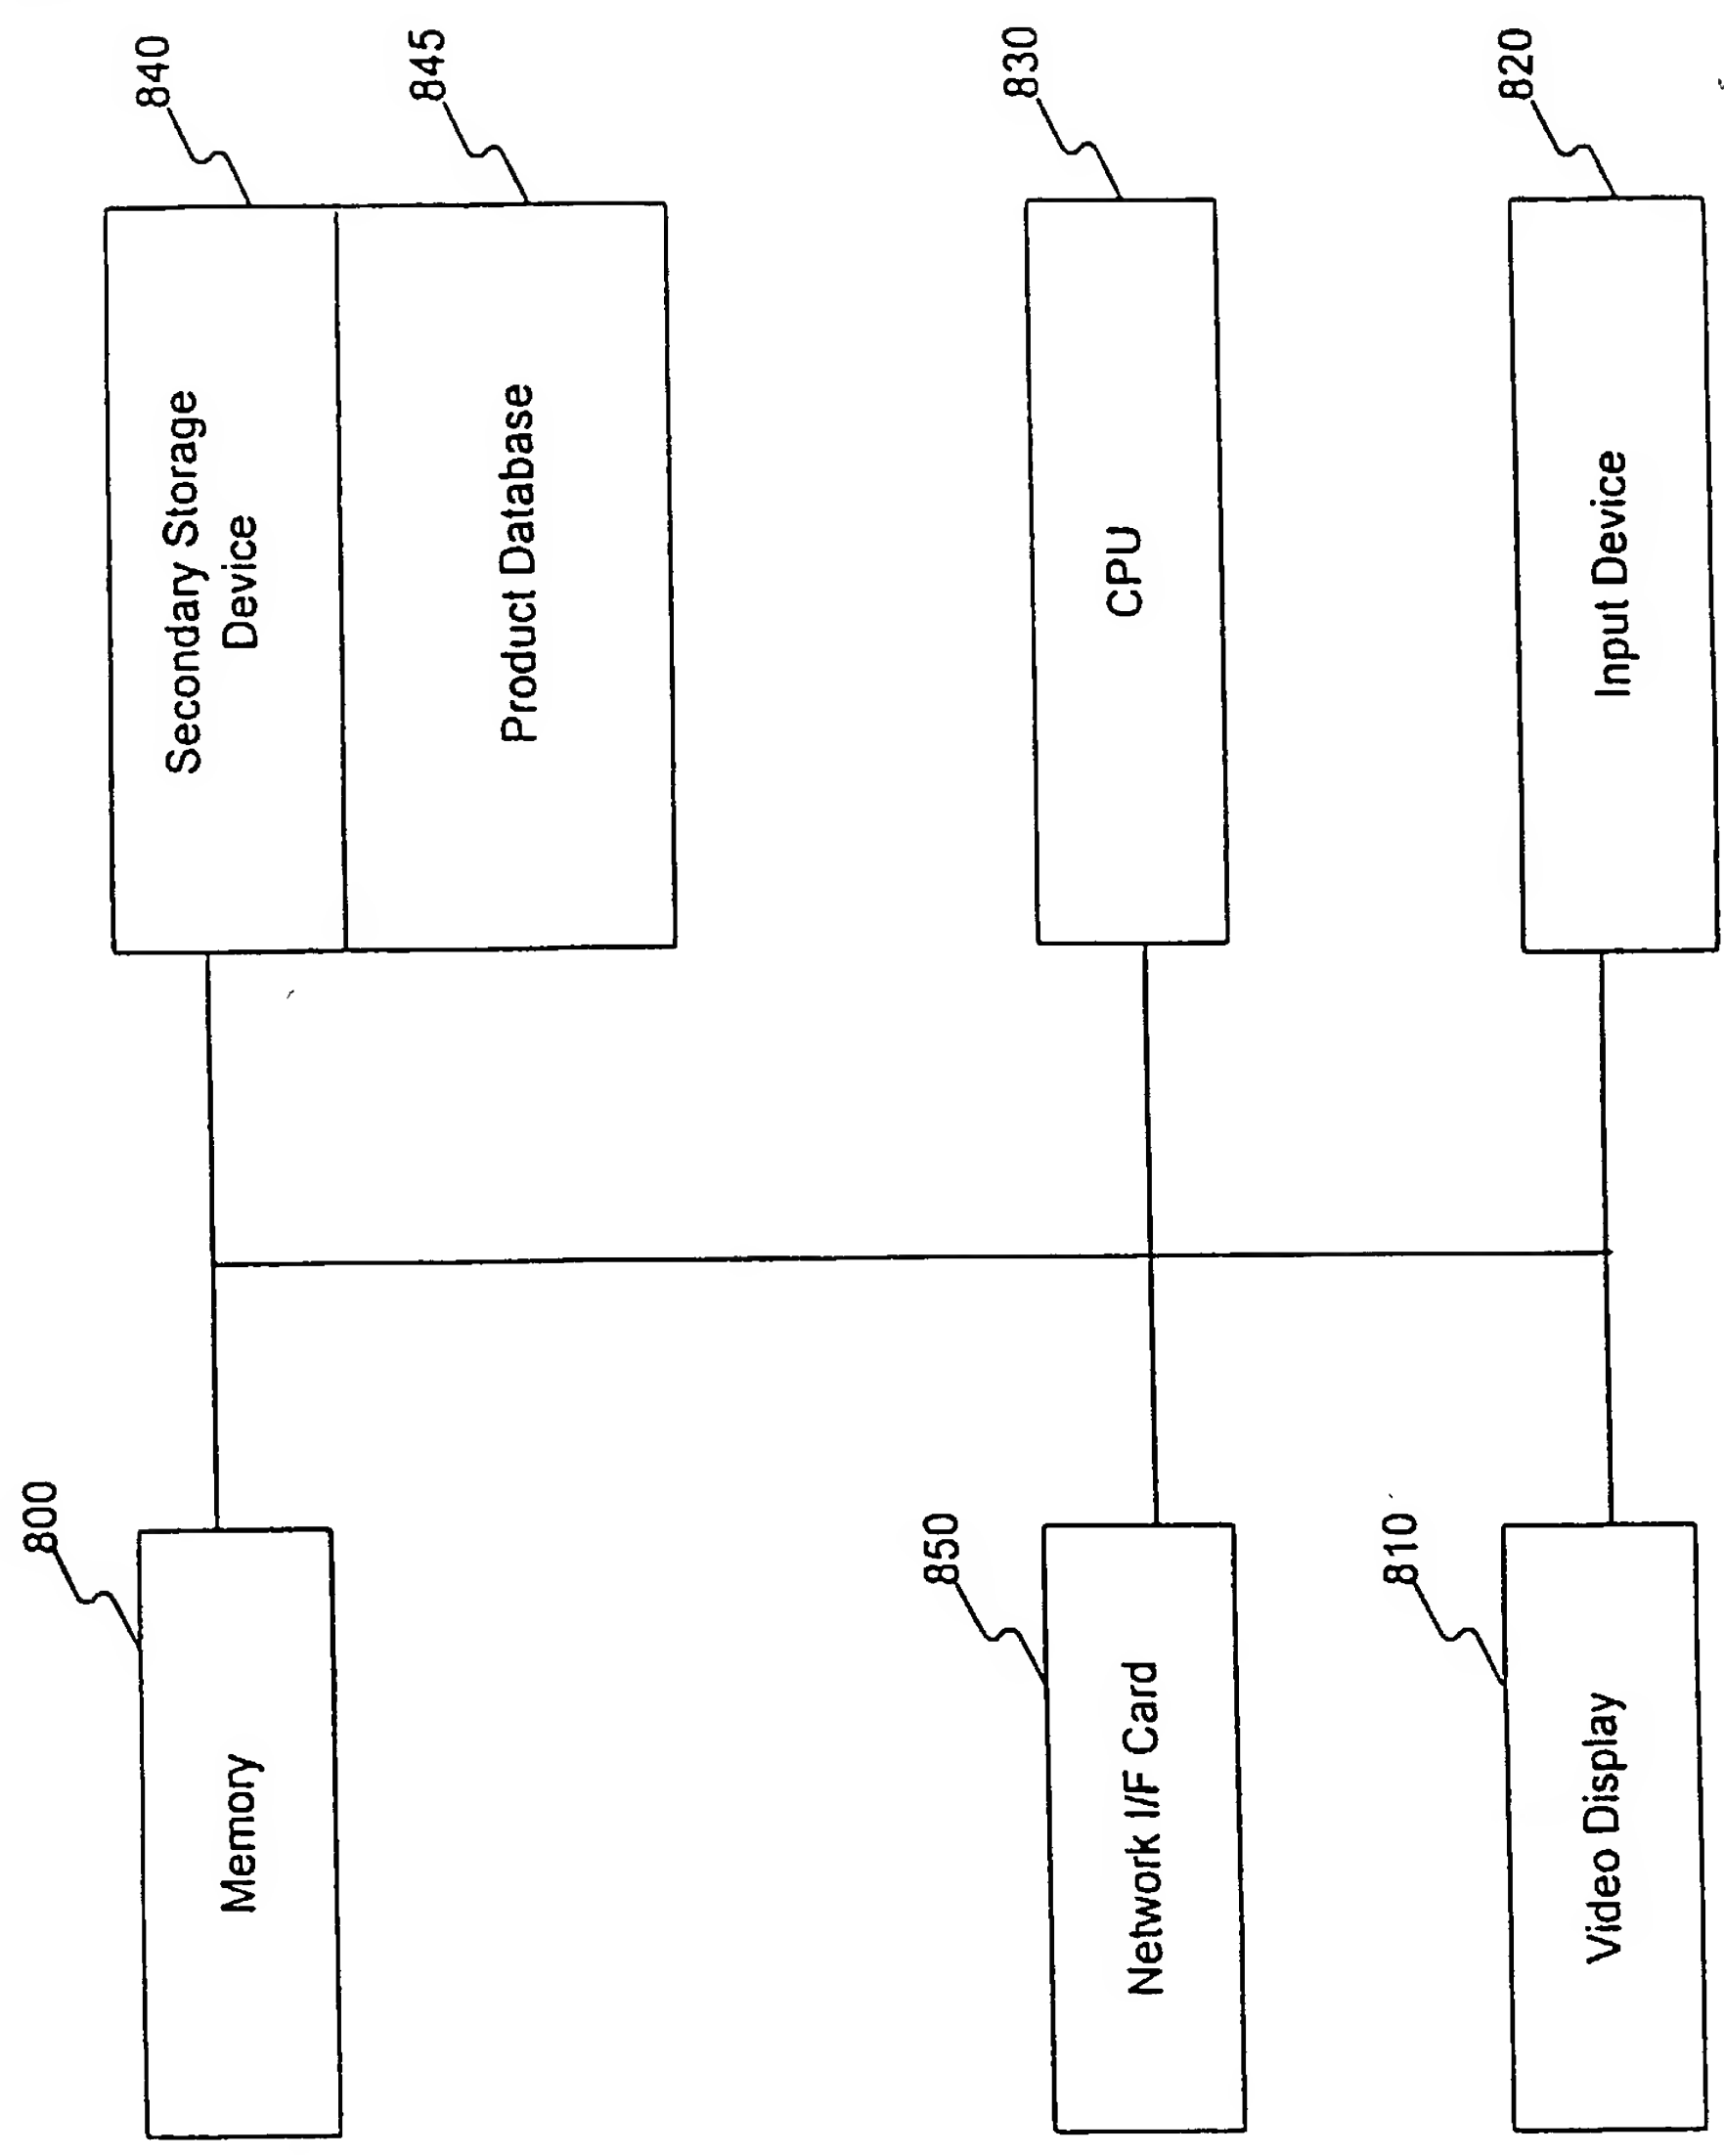 800
Memory
840
Secondary Storage
Device
845
Product Database
850
Network I/F Card
830
CPU
810
Video Display
820
Input Device